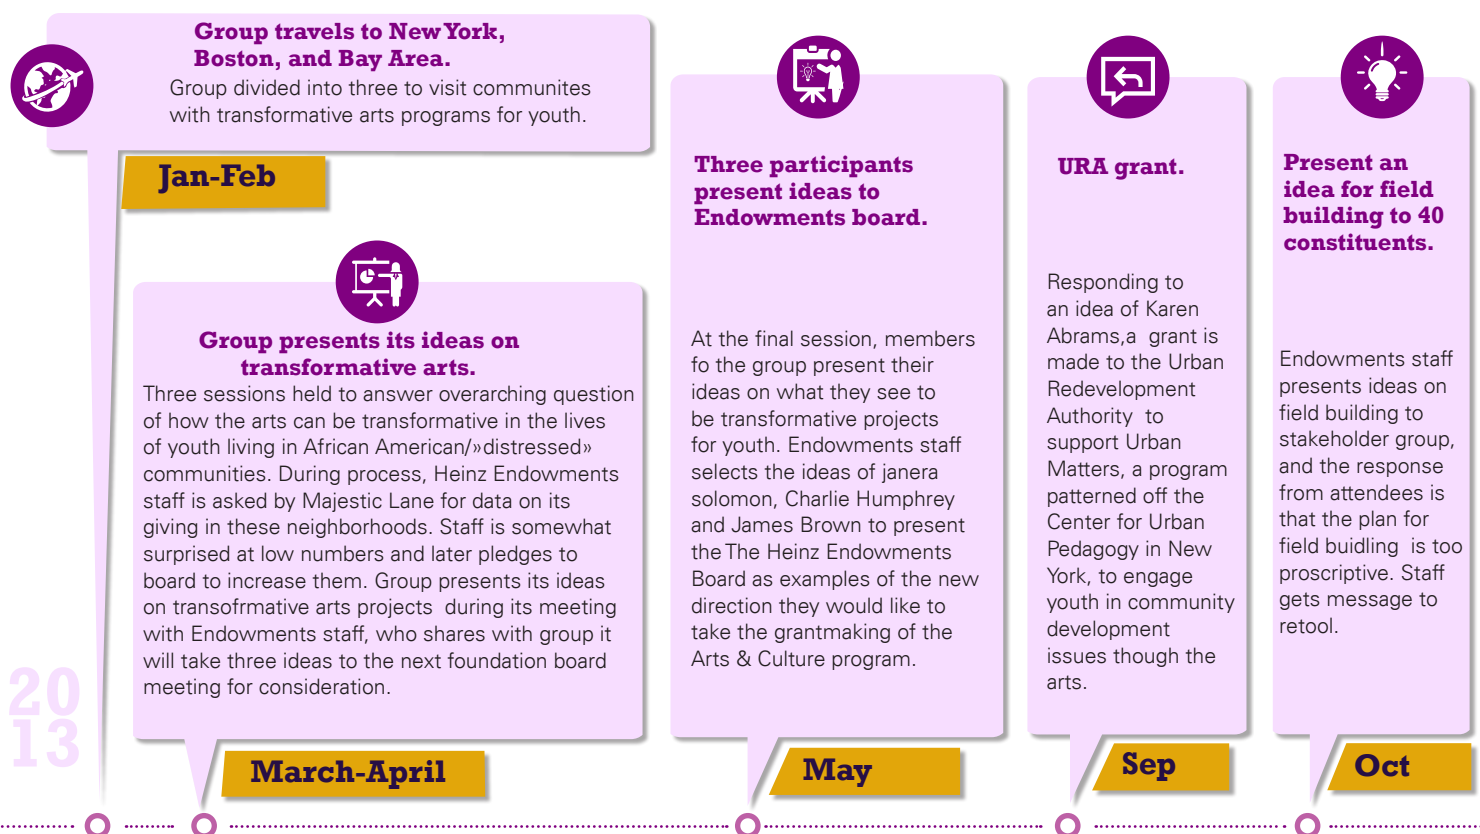 Group travels to New York,
Boston, and Bay Area.
Group divided into three to visit communites
with transformative arts programs for youth.
Jan-Feb
Group presents its ideas on
transformative arts.
Three sessions held to answer overarching question
of how the arts can be transformative in the lives
of youth living in African American/»distressed»
communities. During process, Heinz Endowments
staff is asked by Majestic Lane for data on its
giving in these neighborhoods. Staff is somewhat
surprised at low numbers and later pledges to
board to increase them. Group presents its ideas
on transofrmative arts projects  during its meeting
with Endowments staff, who shares with group it
will take three ideas to the next foundation board
meeting for consideration.
March-April
Three participants
present ideas to
Endowments board.
At the final session, members
fo the group present their
ideas on what they see to
be transformative projects
for youth. Endowments staff
selects the ideas of janera
solomon, Charlie Humphrey
and James Brown to present
the The Heinz Endowments
Board as examples of the new
direction they would like to
take the grantmaking of the
Arts & Culture program.
May
URA grant.
Responding to
an idea of Karen
Abrams,a  grant is
made to the Urban
Redevelopment
Authority  to
support Urban
Matters, a program
patterned off the
Center for Urban
Pedagogy in New
York, to engage
youth in community
development
issues though the
arts.
Sep
Present an
idea for field
building to 40
constituents.
Endowments staff
presents ideas on
field building to
stakeholder group,
and the response
from attendees is
that the plan for
field buidling  is too
proscriptive. Staff
gets message to
retool.
Oct
20
13